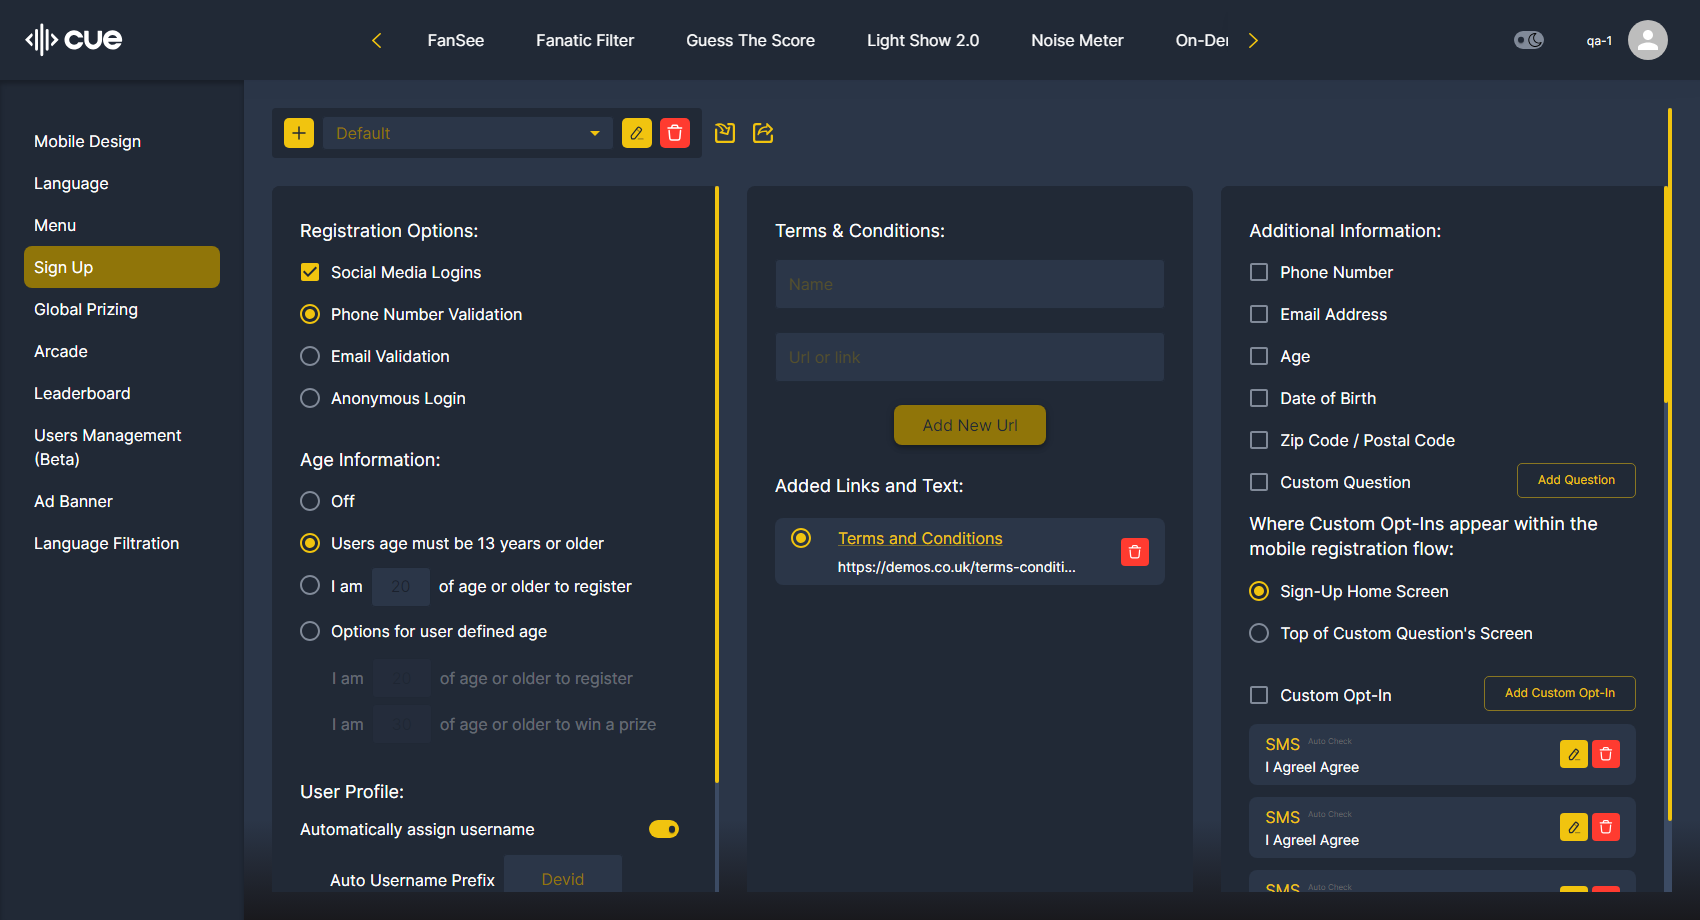 cue
FanSee
Fanatic Filter
Guess The Score
Light Show 2.0
Noise Meter
On-Der
qa-1
Mobile Design
Language
Menu
Sign Up
Global Prizing
Arcade
Leaderboard
Users Management
(Beta)
Ad Banner
Language Filtration
Default
Registration Options:
Social Media Logins
Phone Number Validation
Email Validation
Anonymous Login
Age Information:
Off
Users age must be 13 years or older
I am 20 of age or older to register
Options for user defined age
I am 20 of age or older to register
I am 30 of age or older to win a prize
User Profile:
Automatically assign username
Auto Username Prefix Devid
Terms & Conditions:
Name
Url or link
Add New Url
Added Links and Text:
Terms and Conditions
https://demos.co.uk/terms-conditi...
Additional Information:
Phone Number
Email Address
Age
Date of Birth
Zip Code / Postal Code
Custom Question Add Question
Where Custom Opt-Ins appear within the
mobile registration flow:
Sign-Up Home Screen
Top of Custom Question's Screen
Custom Opt-In Add Custom Opt-In
SMS Auto Check
I AgreeI Agree
SMS Auto Check
I AgreeI Agree
SMS Auto Check